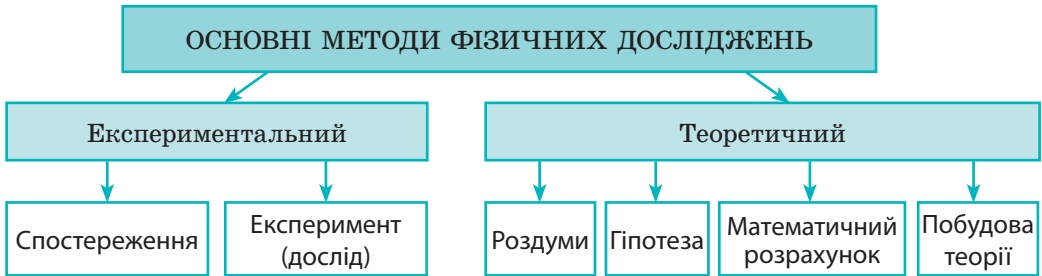 ОСНОВНІ МЕТОДИ ФІЗИЧНИХ ДОСЛІДЖЕНЬ
Експериментальний
Теоретичний
Спостереження
Експеримент
(дослід)
Роздуми
Гіпотеза
Математичний
розрахунок
Побудова
теорії